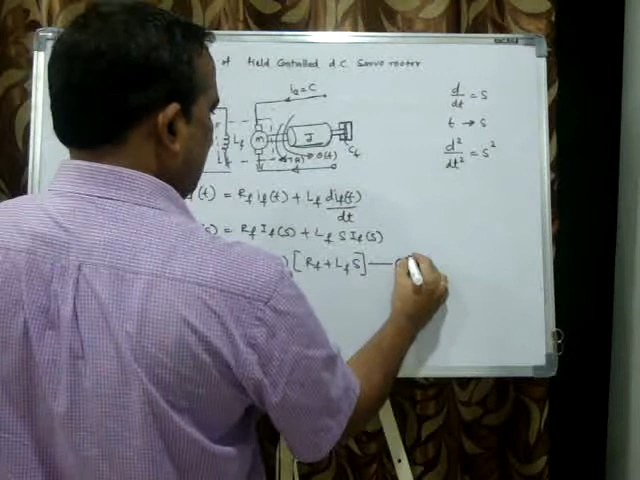 of Field Controlled d.C Servo motor
ia = C
d/dt = S
Lf
m
J
t → s
Cf
θ(t)
d²/dt² = S²
(t) = Rf if(t) + Lf dif(t)/dt
(s) = Rf If(s) + Lf S If(s)
) [Rf + Lf S] —